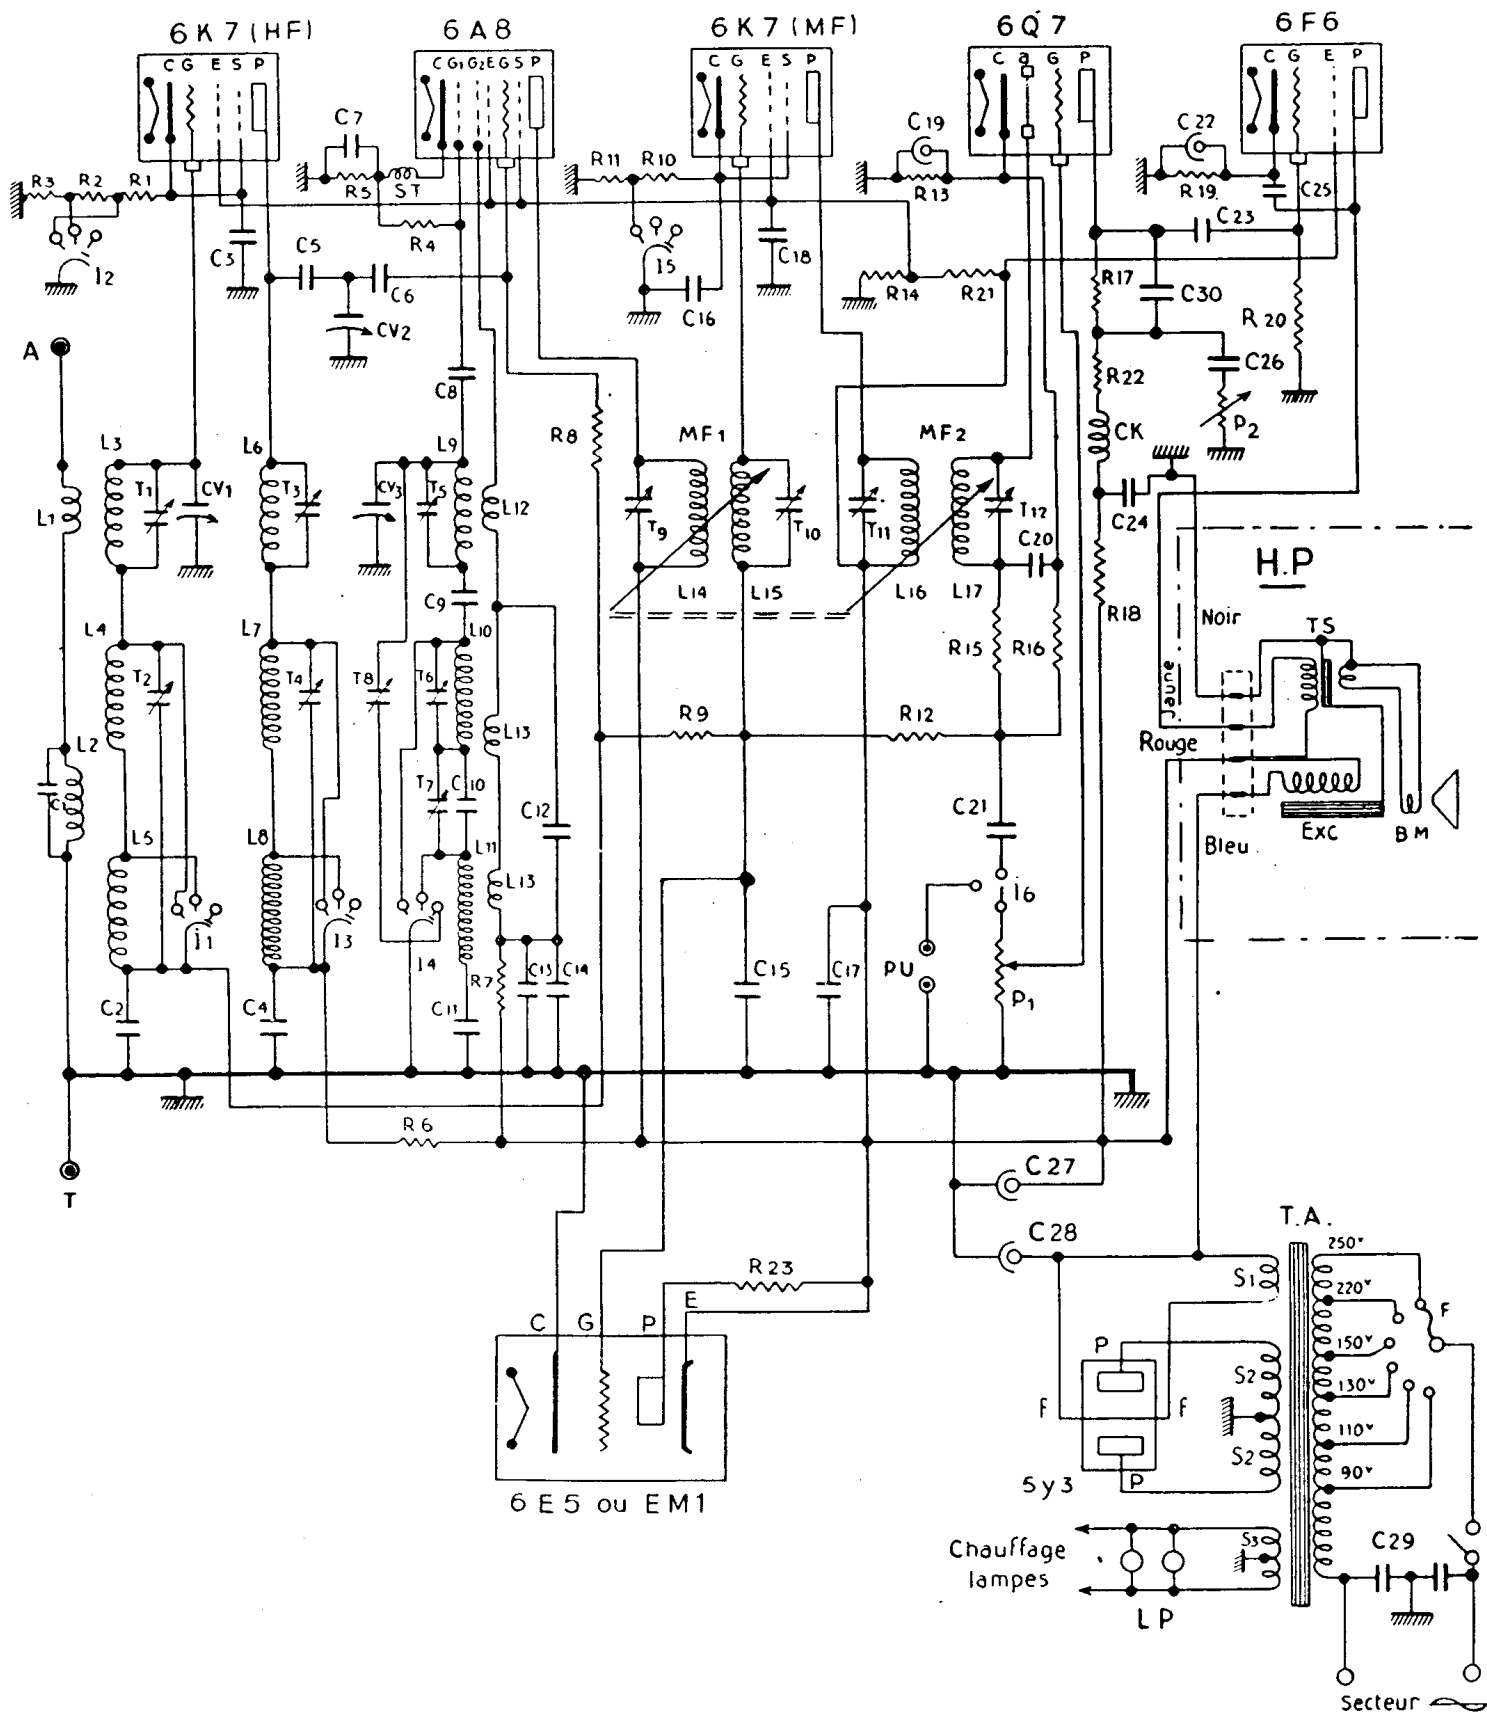 6K7(HF) 6A8 6K7(MF) 6Q7 6F6
C G E S P
C G1 G2 E G S P
C G E S P
C d G P
C G E P
C7 C19 C22
R3 R2 R1 R5 ST R11 R10 R13 R19 C25
I2 C3 C5 R4 I5 C18 C23
C6 C16 R14 R21 R17 C30
CV2 R20
A C8 R22 C26
R8 P2
L3 L6 L9 MF1 MF2 CK
L1 T1 CV1 T3 CV3 T5 L12 T9 T10 T11 T12 C24
C20
H.P
L14 L15 L16 L17
C9 R18
L4 L7 L10 Noir TS
T2 T4 T8 T6 R15 R16
Jaune
L2 L13 R9 R12 Rouge
C1 T7 C10 C12 C21
L5 L8 L11 Bleu Exc BM
L13 I6
I1 I3 I4
R7 C13 C14 C15 C17 PU P1
C2 C4 C11
R6
T
C27
C28 T.A.
250v
R23 S1 220v F
C G P E 150v
P S2 130v
F F
110v
S2
90v
5y3 P
6E5 ou EM1
Chauffage
lampes
S3 C29
LP
Secteur